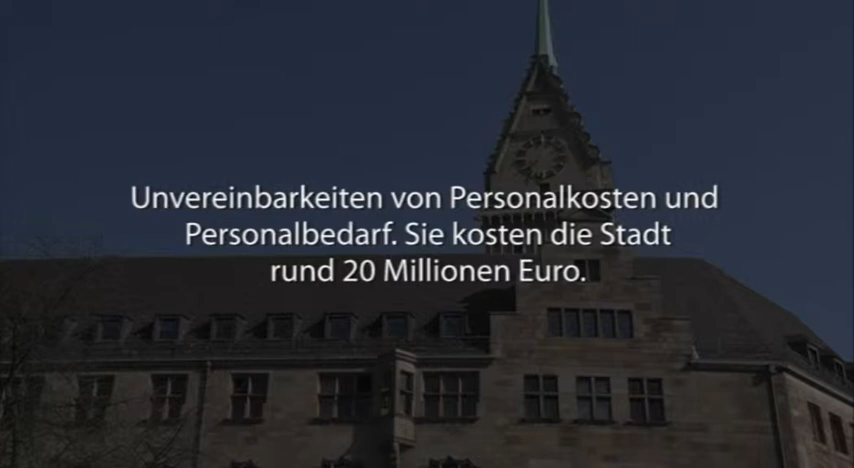 Unvereinbarkeiten von Personalkosten und
Personalbedarf. Sie kosten die Stadt
rund 20 Millionen Euro.